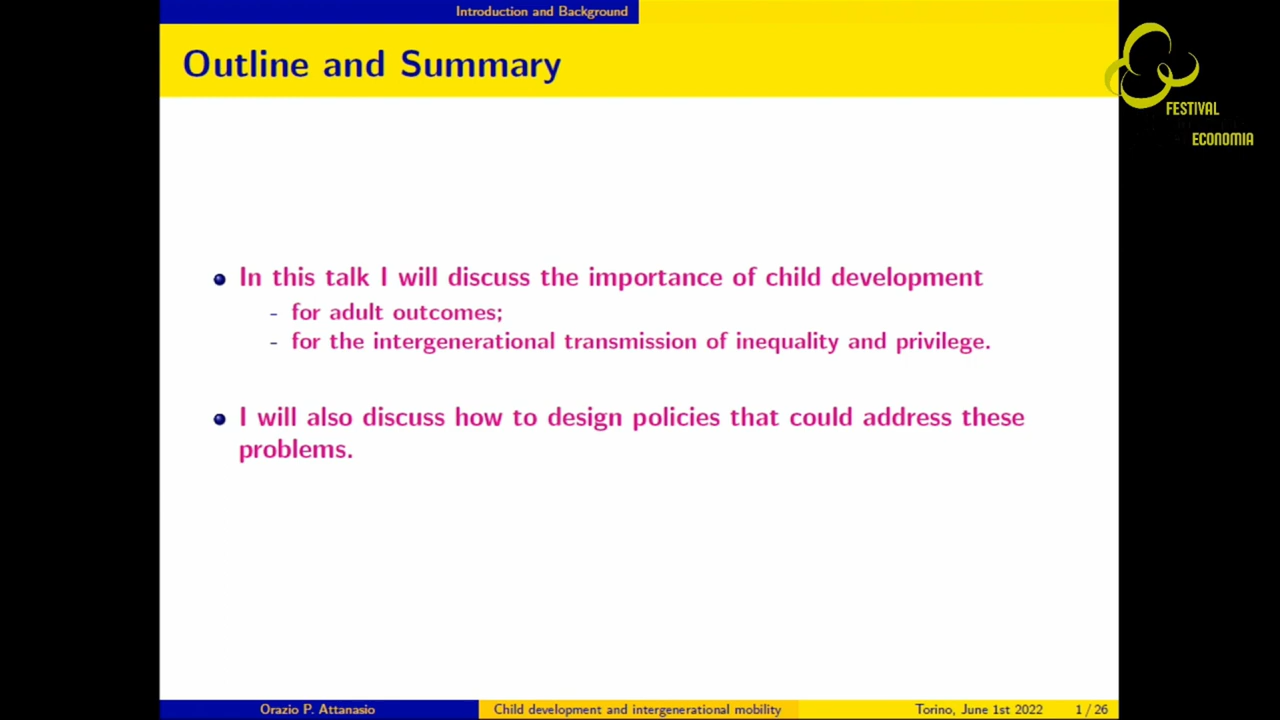 Introduction and Background
Outline and Summary
FESTIVAL
ECONOMIA
In this talk I will discuss the importance of child development
- for adult outcomes;
- for the intergenerational transmission of inequality and privilege.
I will also discuss how to design policies that could address these
problems.
Orazio P. Attanasio
Child development and intergenerational mobility
Torino, June 1st 2022
1 / 26